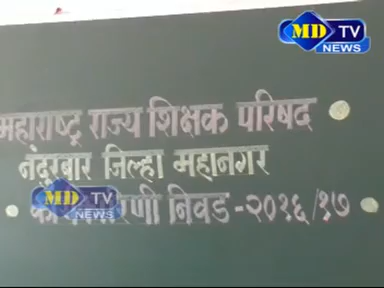 MD TV
NEWS
महाराष्ट्र राज्य शिक्षक परिषद
नंदुरबार जिल्हा महानगर
MD TV
NEWS
निवड-२०१६/१७